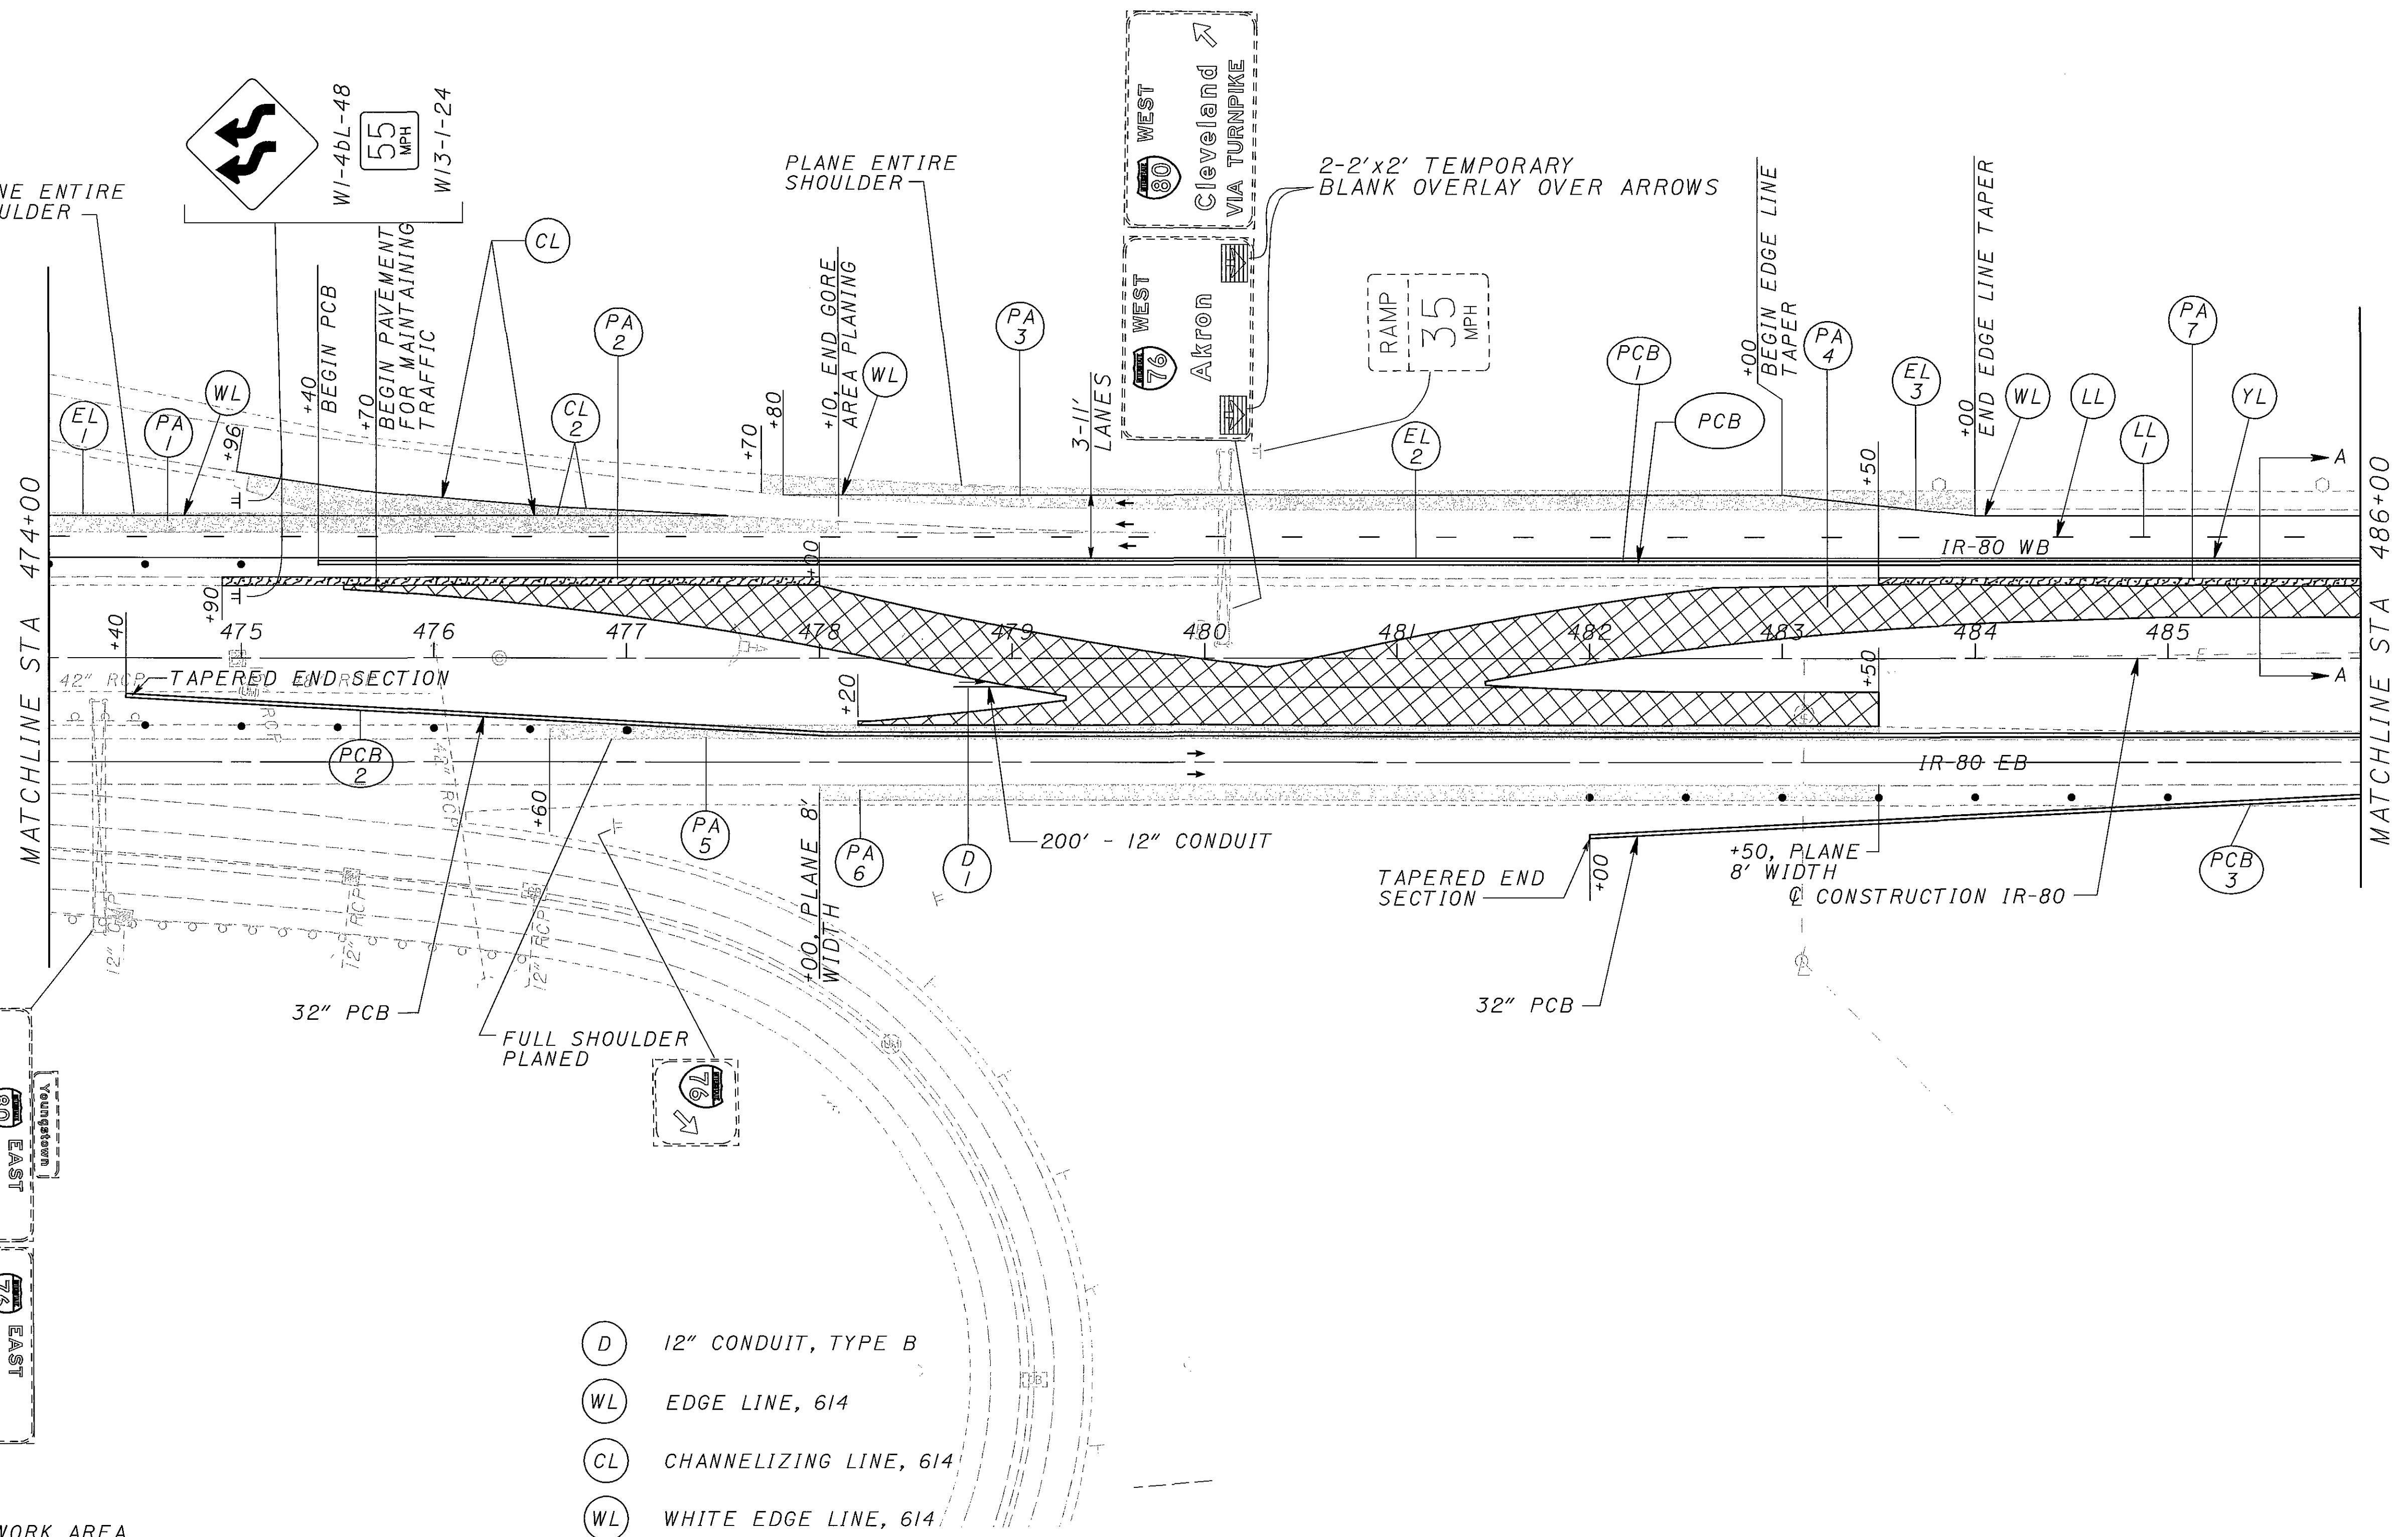 NE ENTIRE
ULDER
W1-4bL-48
55
MPH
W13-1-24
PLANE ENTIRE
SHOULDER
80 WEST
Cleveland
VIA TURNPIKE
76 WEST
Akron
2-2'x2' TEMPORARY
BLANK OVERLAY OVER ARROWS
RAMP
35
MPH
+40
BEGIN PCB
+70
BEGIN PAVEMENT
FOR MAINTAINING
TRAFFIC
CL
CL
2
PA
2
+10, END GORE
AREA PLANING
WL
PA
3
3-11'
LANES
EL
2
PCB
1
PCB
+00
BEGIN EDGE LINE
TAPER
PA
4
EL
3
+00
END EDGE LINE TAPER
WL
LL
LL
1
PA
7
YL
EL
1
PA
1
WL
+96
+70
+80
+50
A
A
MATCHLINE STA 474+00
MATCHLINE STA 486+00
IR-80 WB
+90
+00
+40
475
476
477
478
479
480
481
482
483
484
485
42" RCP
TAPERED END SECTION
RCP
42" RCP
+20
+50
E
PCB
2
+60
PA
5
+00, PLANE 8'
WIDTH
PA
6
D
1
200' - 12" CONDUIT
IR-80 EB
TAPERED END
SECTION
+00
+50, PLANE
8' WIDTH
℄ CONSTRUCTION IR-80
PCB
3
12" RCP
12" RCP
32" PCB
FULL SHOULDER
PLANED
32" PCB
76
Youngstown
80 EAST
76 EAST
D 12" CONDUIT, TYPE B
WL EDGE LINE, 614
CL CHANNELIZING LINE, 614
WL WHITE EDGE LINE, 614
WORK AREA